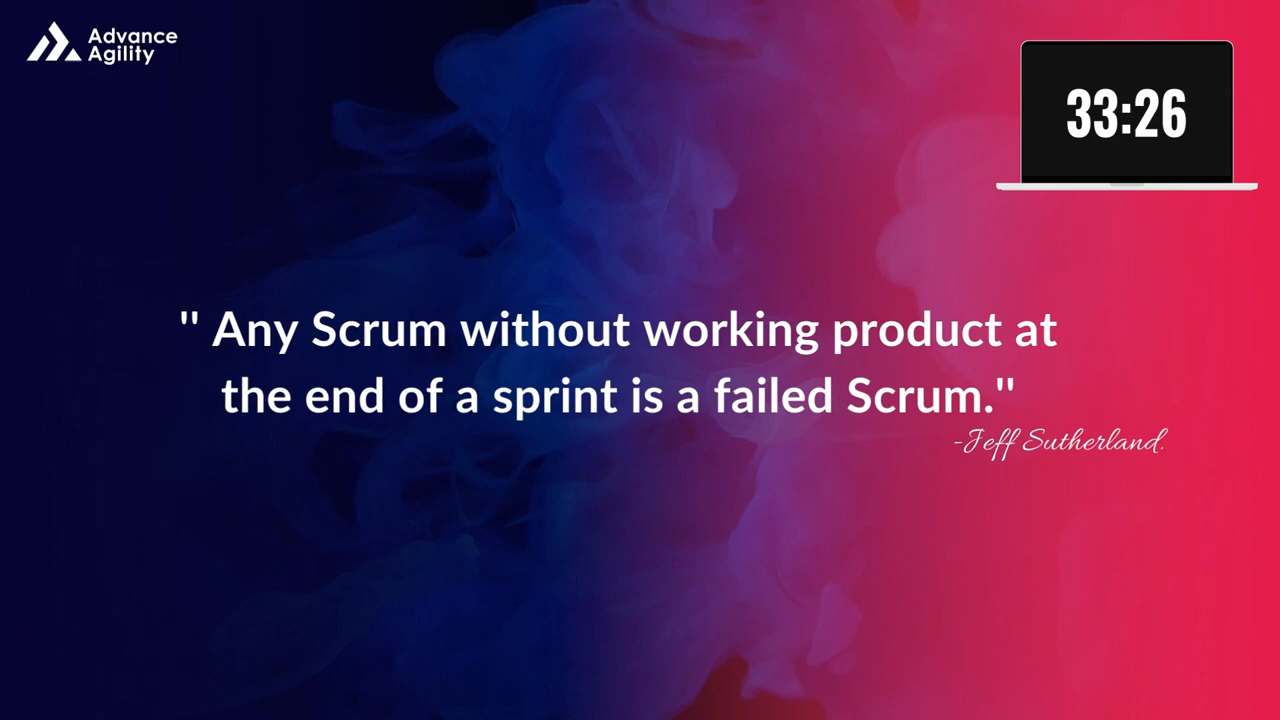 Advance
Agility
33:26
" Any Scrum without working product at
the end of a sprint is a failed Scrum."
-Jeff Sutherland.